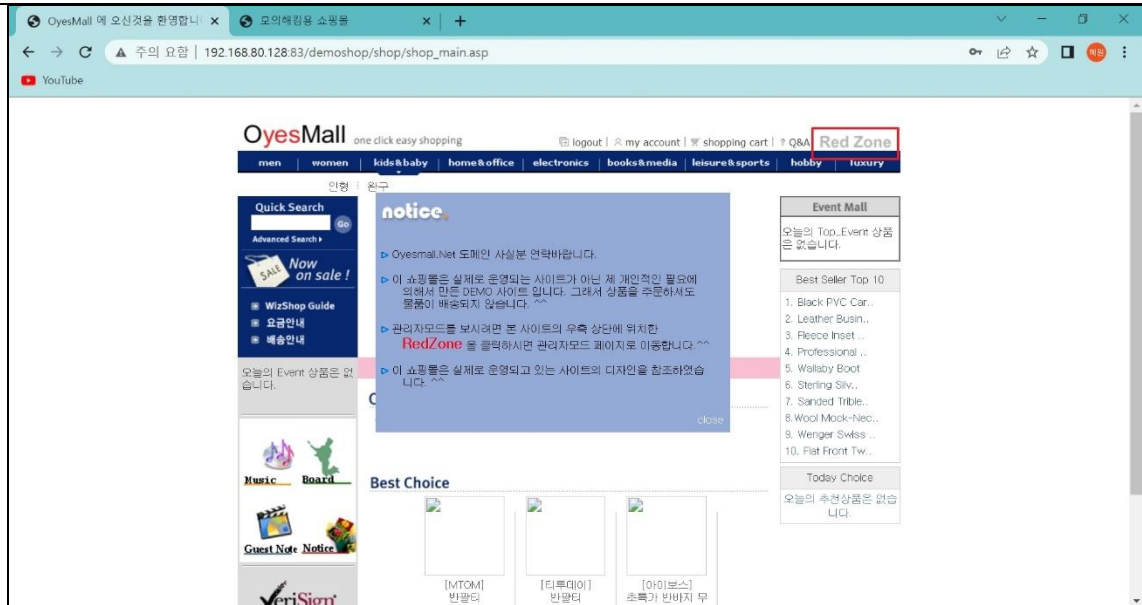 OyesMall 에 오신것을 환영합니
모의해킹용 쇼핑몰
주의 요함 | 192.168.80.128:83/demoshop/shop/shop_main.asp
혜원
YouTube
OyesMall one click easy shopping
logout | my account | shopping cart | Q&A Red Zone
men | women | kids&baby | home&office | electronics | books&media | leisure&sports | hobby | luxury
인형 완구
Quick Search
Go
Advanced Search
SALE Now on sale !
WizShop Guide
요금안내
배송안내
오늘의 Event 상품은 없
습니다.
Music Board
Guest Note Notice
VeriSign
notice
Oyesmall.Net 도메인 사실분 연락바랍니다.
이 쇼핑몰은 실제로 운영되는 사이트가 아닌 제 개인적인 필요에
의해서 만든 DEMO 사이트 입니다. 그래서 상품을 주문하셔도
물품이 배송되지 않습니다. ^^
관리자모드를 보시려면 본 사이트의 우측 상단에 위치한
RedZone 을 클릭하시면 관리자모드 페이지로 이동합니다.^^
이 쇼핑몰은 실제로 운영되고 있는 사이트의 디자인을 참조하였습
니다. ^^
close
Best Choice
[MTOM]
반팔티
[티투데이]
반팔티
[아이보스]
초특가 반바지 무
Event Mall
오늘의 Top_Event 상품
은 없습니다.
Best Seller Top 10
1. Black PVC Car..
2. Leather Busin..
3. Fleece Inset ..
4. Professional ..
5. Wallaby Boot
6. Sterling Silv..
7. Sanded Trible..
8. Wool Mock-Nec..
9. Wenger Swiss ..
10. Flat Front Tw..
Today Choice
오늘의 추천상품은 없습
니다.